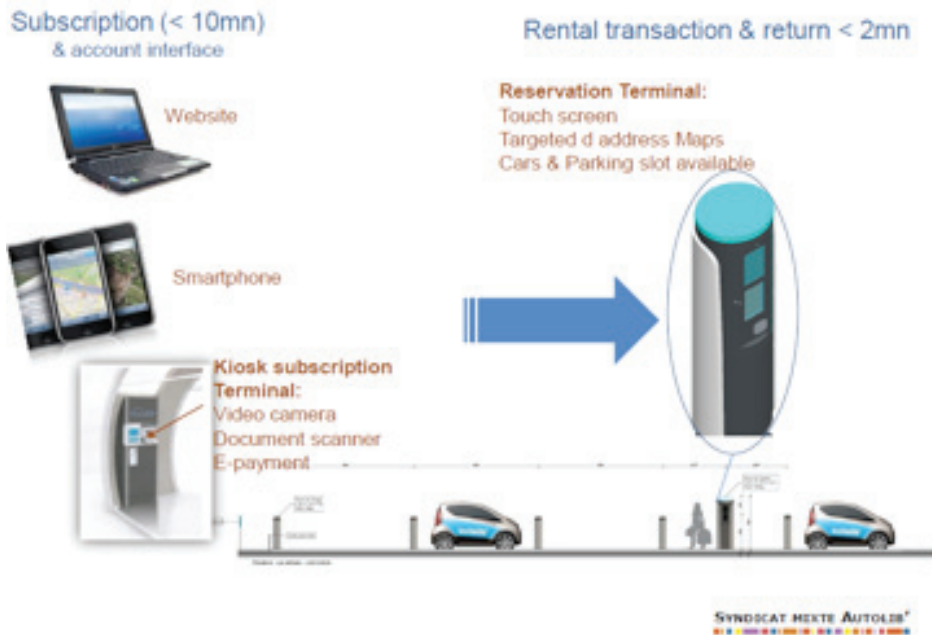 Subscription (< 10mn)
& account interface
Website
Smartphone
Kiosk subscription
Terminal:
Video camera
Document scanner
E-payment
Rental transaction & return < 2mn
Reservation Terminal:
Touch screen
Targeted d address Maps
Cars & Parking slot available
SYNDICAT MIXTE AUTOLIB'